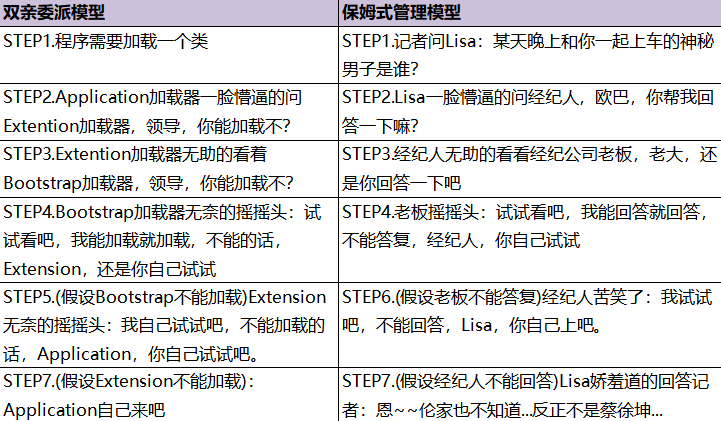 双亲委派模型
保姆式管理模型
STEP1.程序需要加载一个类
STEP1.记者问Lisa：某天晚上和你一起上车的神秘
男子是谁？
STEP2.Application加载器一脸懵逼的问
Extention加载器，领导，你能加载不？
STEP2.Lisa一脸懵逼的问经纪人，欧巴，你帮我回
答一下嘛？
STEP3.Extention加载器无助的看着
Bootstrap加载器，领导，你能加载不？
STEP3.经纪人无助的看看经纪公司老板，老大，还
是你回答一下吧
STEP4.Bootstrap加载器无奈的摇摇头：试
试看吧，我能加载就加载，不能的话，
Extension，还是你自己试试
STEP4.老板摇摇头：试试看吧，我能回答就回答，
不能答复，经纪人，你自己试试
STEP5.(假设Bootstrap不能加载)Extension
无奈的摇摇头：我自己试试吧，不能加载的
话，Application，你自己试试吧。
STEP6.(假设老板不能答复)经纪人苦笑了：我试试
吧，不能回答，Lisa，你自己上吧。
STEP7.(假设Extension不能加载)：
Application自己来吧
STEP7.(假设经纪人不能回答)Lisa娇羞道的回答记
者：恩~~伦家也不知道...反正不是蔡徐坤...